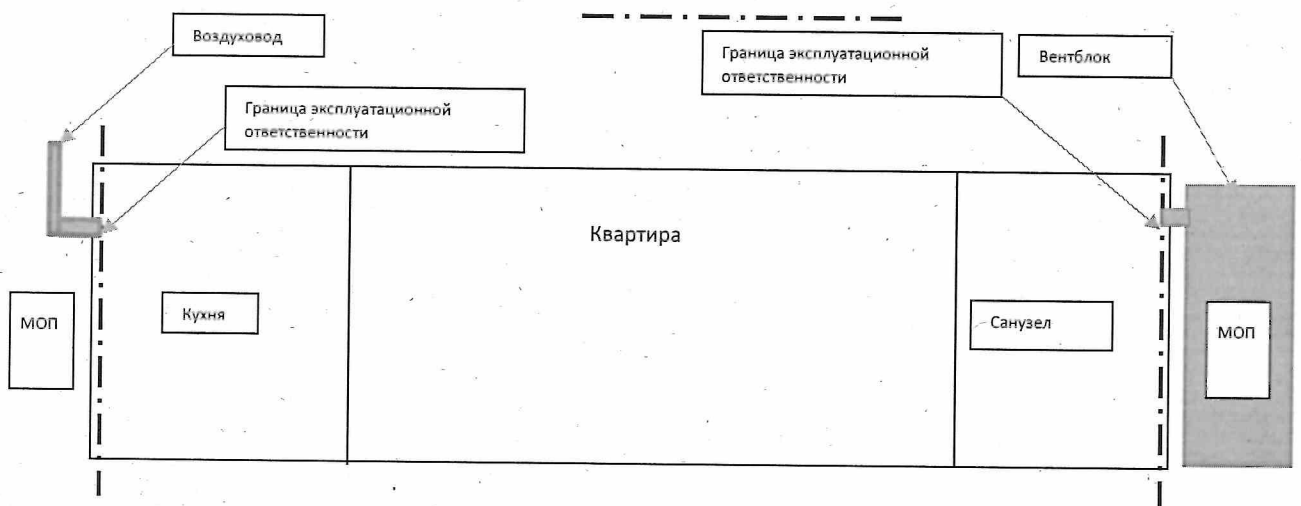 Воздуховод
Граница эксплуатационной
ответственности
Граница эксплуатационной
ответственности
Вентблок
Квартира
МОП
Кухня
Санузел
МОП